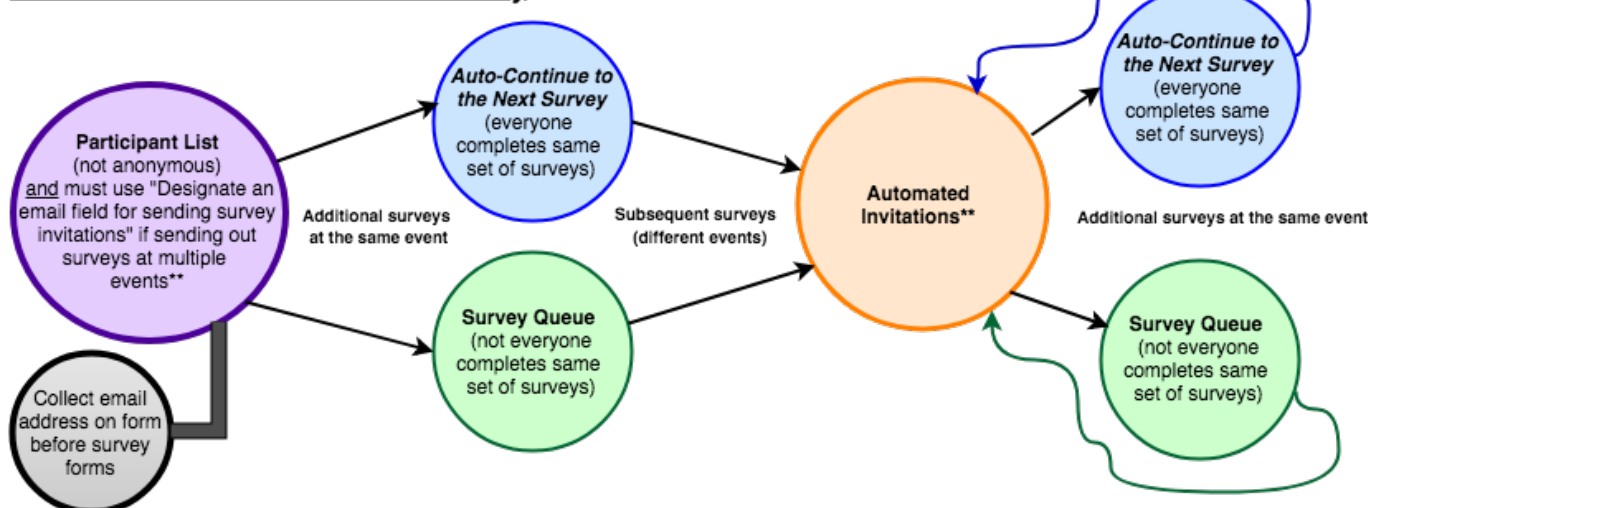 Participant List
(not anonymous)
and must use "Designate an
email field for sending survey
invitations" if sending out
surveys at multiple
events**
Collect email
address on form
before survey
forms
Additional surveys
at the same event
Auto-Continue to
the Next Survey
(everyone
completes same
set of surveys)
Survey Queue
(not everyone
completes same
set of surveys)
Subsequent surveys
(different events)
Automated
Invitations**
Auto-Continue to
the Next Survey
(everyone
completes same
set of surveys)
Additional surveys at the same event
Survey Queue
(not everyone
completes same
set of surveys)